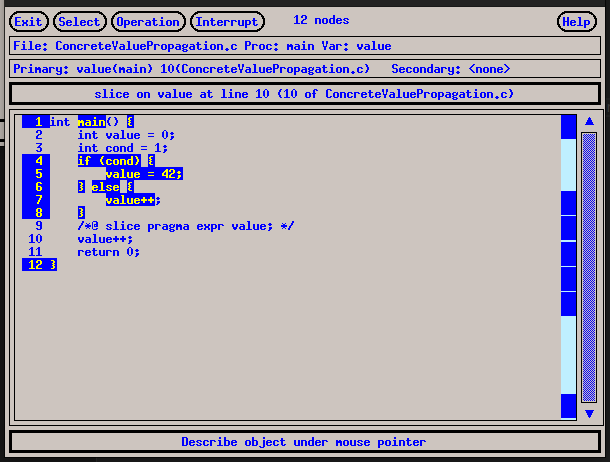 Exit Select Operation Interrupt 12 nodes Help
File: ConcreteValuePropagation.c Proc: main Var: value
Primary: value(main) 10(ConcreteValuePropagation.c) Secondary: <none>
slice on value at line 10 (10 of ConcreteValuePropagation.c)
1 int main() {
2 int value = 0;
3 int cond = 1;
4 if (cond) {
5 value = 42;
6 } else {
7 value++;
8 }
9 /*@ slice pragma expr value; */
10 value++;
11 return 0;
12 }
Describe object under mouse pointer